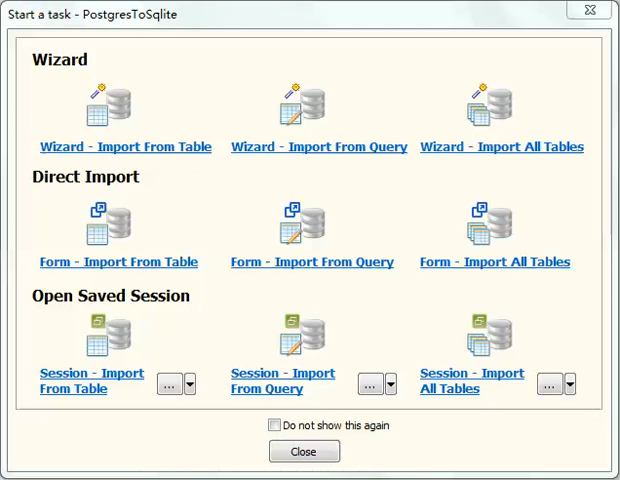 Start a task - PostgresToSqlite
Wizard
Wizard - Import From Table
Wizard - Import From Query
Wizard - Import All Tables
Direct Import
Form - Import From Table
Form - Import From Query
Form - Import All Tables
Open Saved Session
Session - Import
From Table
...
Session - Import
From Query
...
Session - Import
All Tables
...
Do not show this again
Close